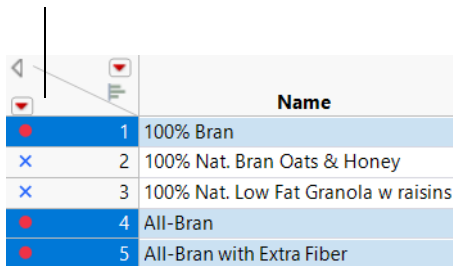 Name
1 100% Bran
2 100% Nat. Bran Oats & Honey
3 100% Nat. Low Fat Granola w raisins
4 All-Bran
5 All-Bran with Extra Fiber